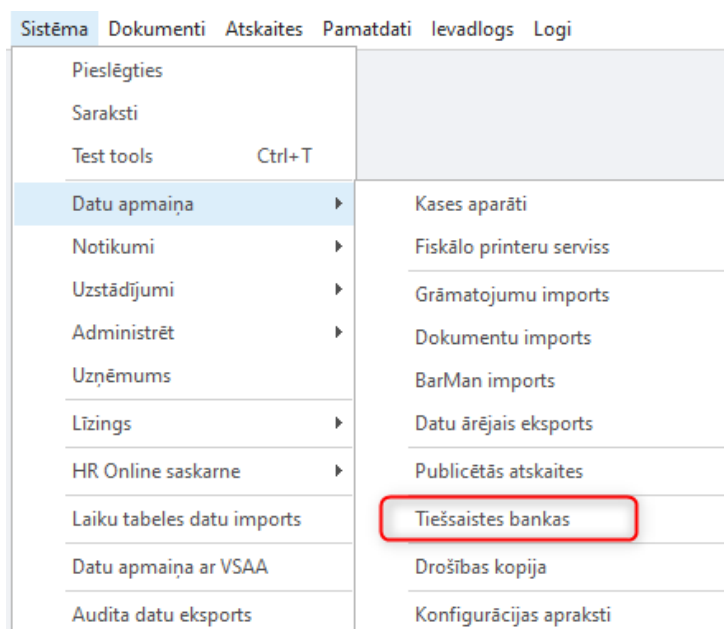 Sistēma Dokumenti Atskaites Pamatdati Ievadlogs Logi
Pieslēgties
Saraksti
Test tools Ctrl+T
Datu apmaiņa
Notikumi
Uzstādījumi
Administrēt
Uzņēmums
Līzings
HR Online saskarne
Laiku tabeles datu imports
Datu apmaiņa ar VSAA
Audita datu eksports
Kases aparāti
Fiskālo printeru serviss
Grāmatojumu imports
Dokumentu imports
BarMan imports
Datu ārējais eksports
Publicētās atskaites
Tiešsaistes bankas
Drošības kopija
Konfigurācijas apraksti